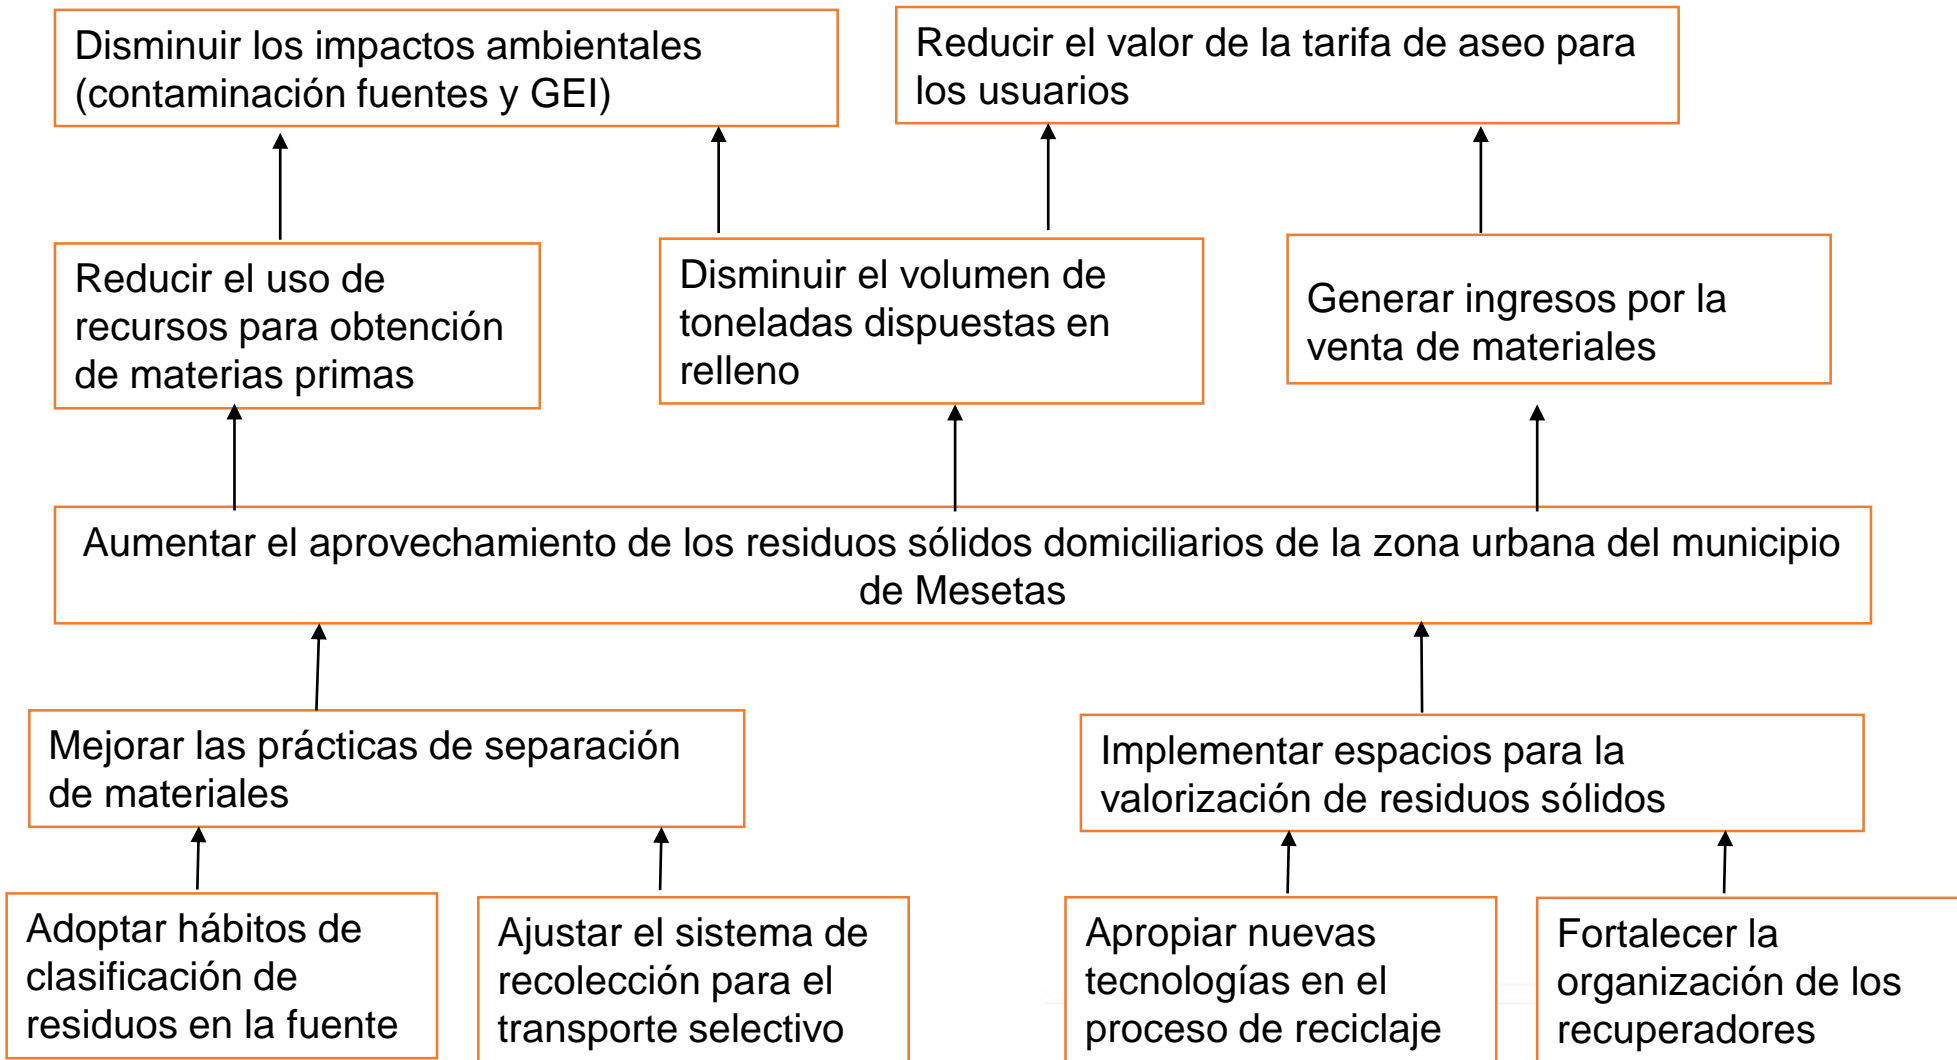 Disminuir los impactos ambientales
(contaminación fuentes y GEI)
Reducir el valor de la tarifa de aseo para
los usuarios
Reducir el uso de
recursos para obtención
de materias primas
Disminuir el volumen de
toneladas dispuestas en
relleno
Generar ingresos por la
venta de materiales
Aumentar el aprovechamiento de los residuos sólidos domiciliarios de la zona urbana del municipio
de Mesetas
Mejorar las prácticas de separación
de materiales
Implementar espacios para la
valorización de residuos sólidos
Adoptar hábitos de
clasificación de
residuos en la fuente
Ajustar el sistema de
recolección para el
transporte selectivo
Apropiar nuevas
tecnologías en el
proceso de reciclaje
Fortalecer la
organización de los
recuperadores